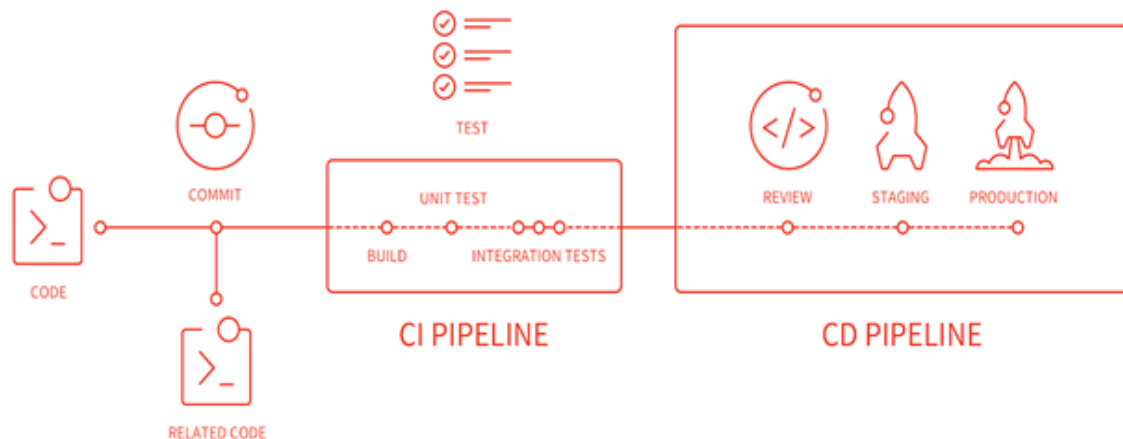 TEST
COMMIT
REVIEW
STAGING
PRODUCTION
UNIT TEST
BUILD
INTEGRATION TESTS
CODE
CI PIPELINE
CD PIPELINE
RELATED CODE